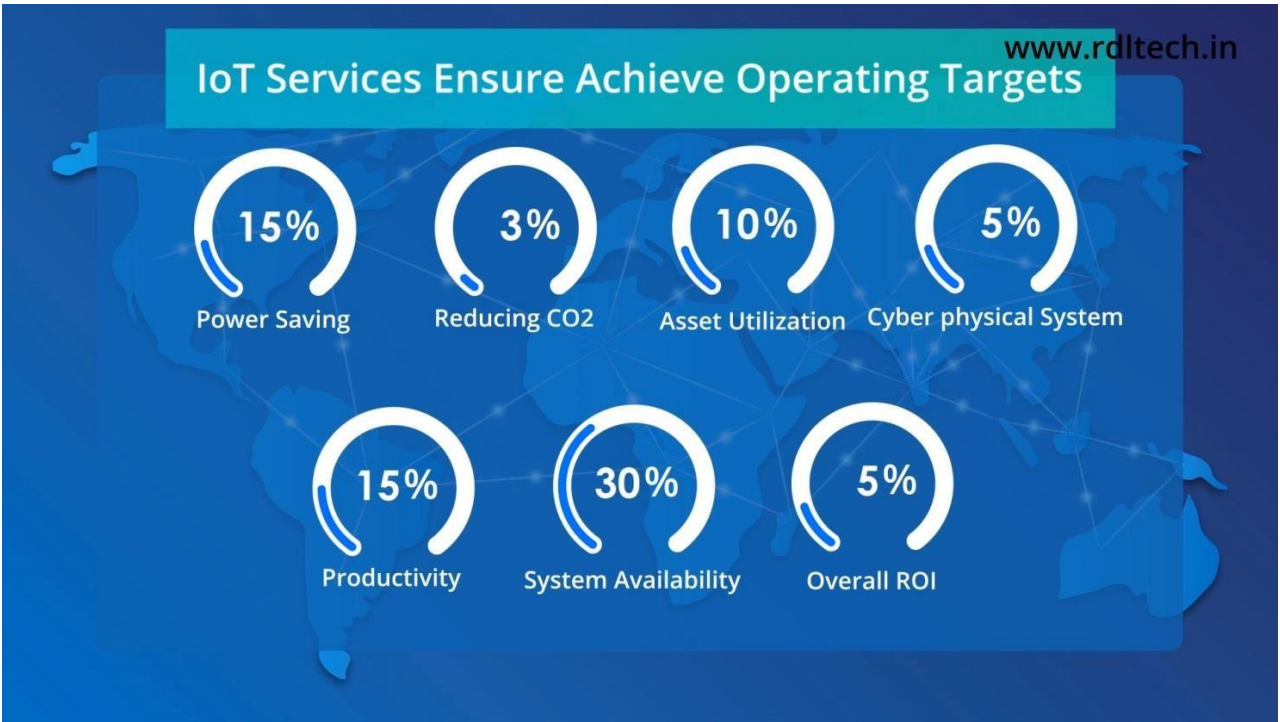 www.rdltech.in
IoT Services Ensure Achieve Operating Targets
15%
3%
10%
5%
Power Saving
Reducing CO2
Asset Utilization
Cyber physical System
15%
30%
5%
Productivity
System Availability
Overall ROI